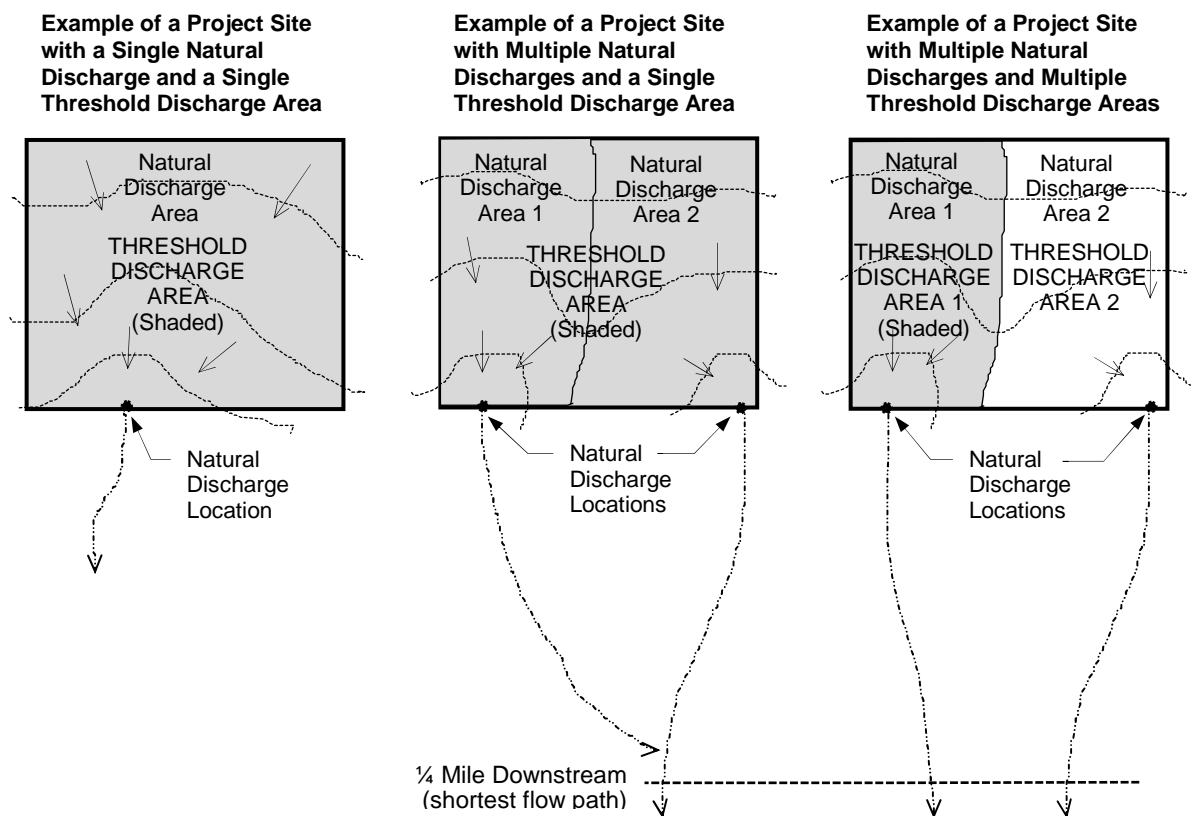 Example of a Project Site
with a Single Natural
Discharge and a Single
Threshold Discharge Area
Natural
Discharge
Area
THRESHOLD
DISCHARGE
AREA
(Shaded)
Natural
Discharge
Location
Example of a Project Site
with Multiple Natural
Discharges and a Single
Threshold Discharge Area
Natural
Discharge
Area 1
Natural
Discharge
Area 2
THRESHOLD
DISCHARGE
AREA
(Shaded)
Natural
Discharge
Locations
¼ Mile Downstream
(shortest flow path)
Example of a Project Site
with Multiple Natural
Discharges and Multiple
Threshold Discharge Areas
Natural
Discharge
Area 1
Natural
Discharge
Area 2
THRESHOLD
DISCHARGE
AREA 1
(Shaded)
THRESHOLD
DISCHARGE
AREA 2
Natural
Discharge
Locations